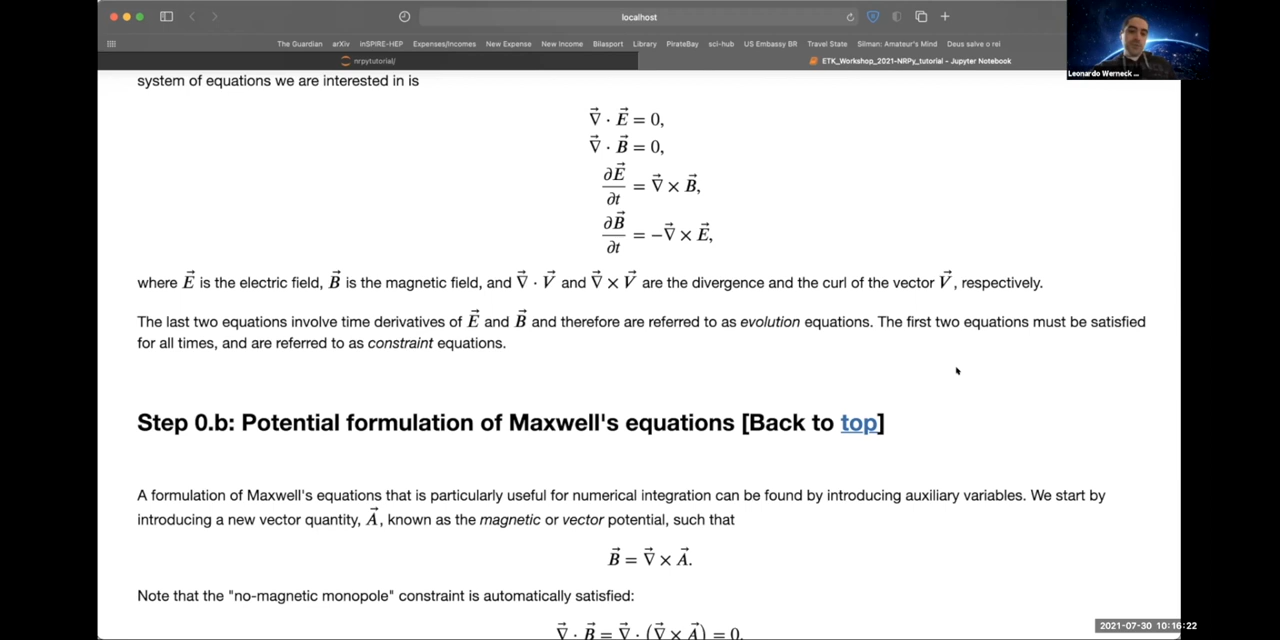 localhost
The Guardian arXiv inSPIRE-HEP Expenses/Incomes New Expense New Income Bilasport Library PirateBay sci-hub US Embassy BR Travel State Silman: Amateur's Mind Deus salve o rei
nrpytutorial/
ETK_Workshop_2021-NRPy_tutorial – Jupyter Notebook
Leonardo Werneck ...
system of equations we are interested in is
∇⃗ · E⃗ = 0,
∇⃗ · B⃗ = 0,
∂E⃗/∂t = ∇⃗ × B⃗,
∂B⃗/∂t = −∇⃗ × E⃗,
where E⃗ is the electric field, B⃗ is the magnetic field, and ∇⃗ · V⃗ and ∇⃗ × V⃗ are the divergence and the curl of the vector V⃗, respectively.
The last two equations involve time derivatives of E⃗ and B⃗ and therefore are referred to as evolution equations. The first two equations must be satisfied
for all times, and are referred to as constraint equations.
Step 0.b: Potential formulation of Maxwell's equations [Back to top]
A formulation of Maxwell's equations that is particularly useful for numerical integration can be found by introducing auxiliary variables. We start by
introducing a new vector quantity, A⃗, known as the magnetic or vector potential, such that
B⃗ = ∇⃗ × A⃗.
Note that the "no-magnetic monopole" constraint is automatically satisfied:
∇⃗ · B⃗ = ∇⃗ · (∇⃗ × A⃗) = 0.
2021-07-30 10:16:22